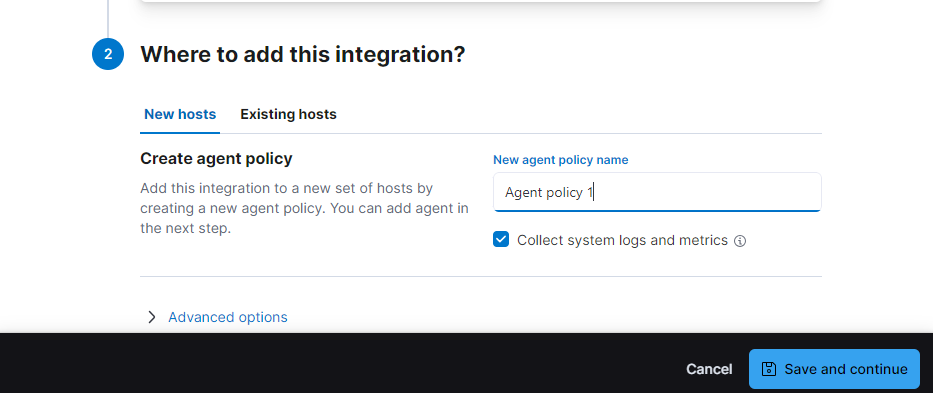 2
Where to add this integration?
New hosts
Existing hosts
Create agent policy
Add this integration to a new set of hosts by
creating a new agent policy. You can add agent in
the next step.
New agent policy name
Agent policy 1
Collect system logs and metrics
Advanced options
Cancel
Save and continue